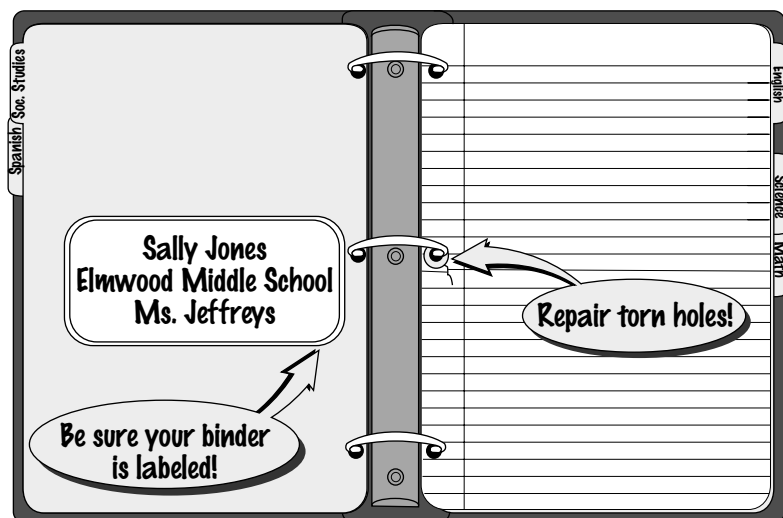 Soc. Studies
Spanish
Sally Jones
Elmwood Middle School
Ms. Jeffreys
Be sure your binder
is labeled!
Repair torn holes!
English
Science
Math